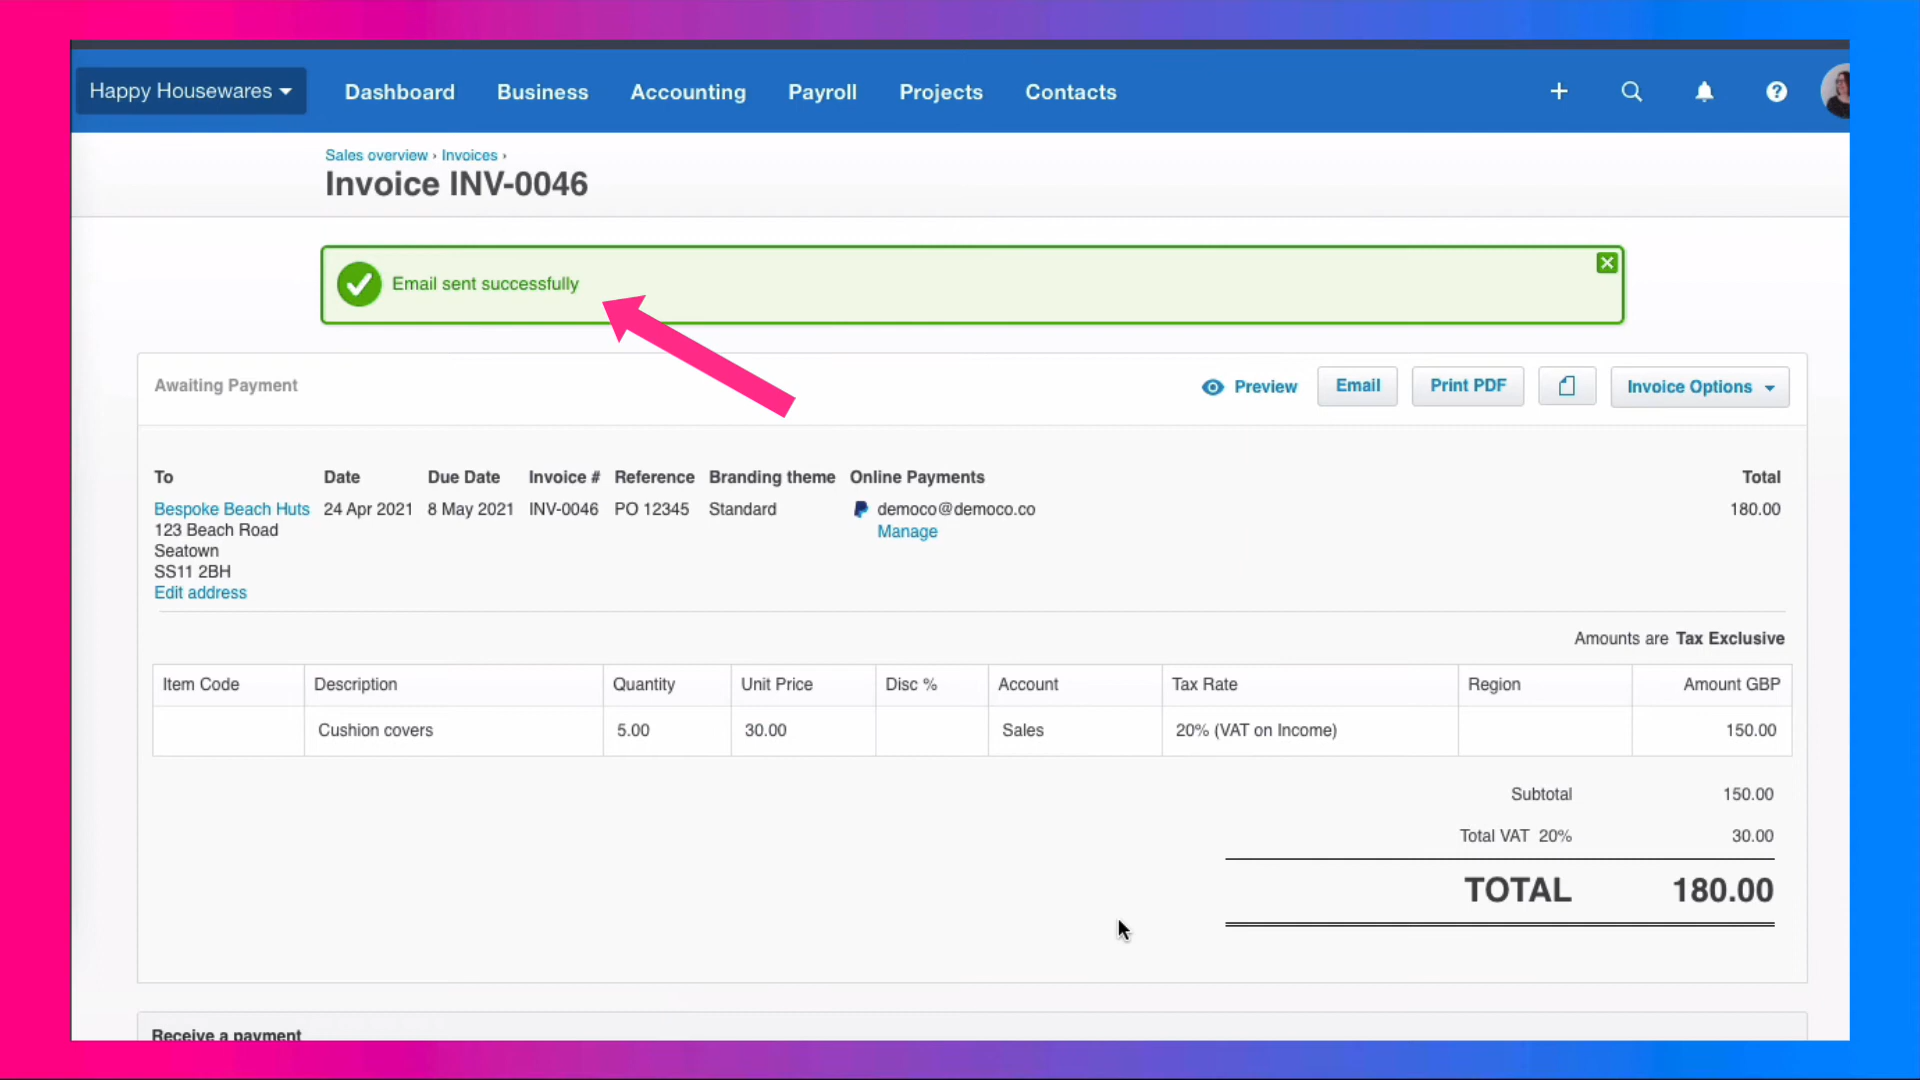 Happy Housewares Dashboard Business Accounting Payroll Projects Contacts
Sales overview › Invoices ›
Invoice INV-0046
Email sent successfully
Awaiting Payment Preview Email Print PDF Invoice Options
To Date Due Date Invoice # Reference Branding theme Online Payments Total
Bespoke Beach Huts 24 Apr 2021 8 May 2021 INV-0046 PO 12345 Standard democo@democo.co 180.00
123 Beach Road Manage
Seatown
SS11 2BH
Edit address
Amounts are Tax Exclusive
Item Code Description Quantity Unit Price Disc % Account Tax Rate Region Amount GBP
Cushion covers 5.00 30.00 Sales 20% (VAT on Income) 150.00
Subtotal 150.00
Total VAT 20% 30.00
TOTAL 180.00
Receive a payment